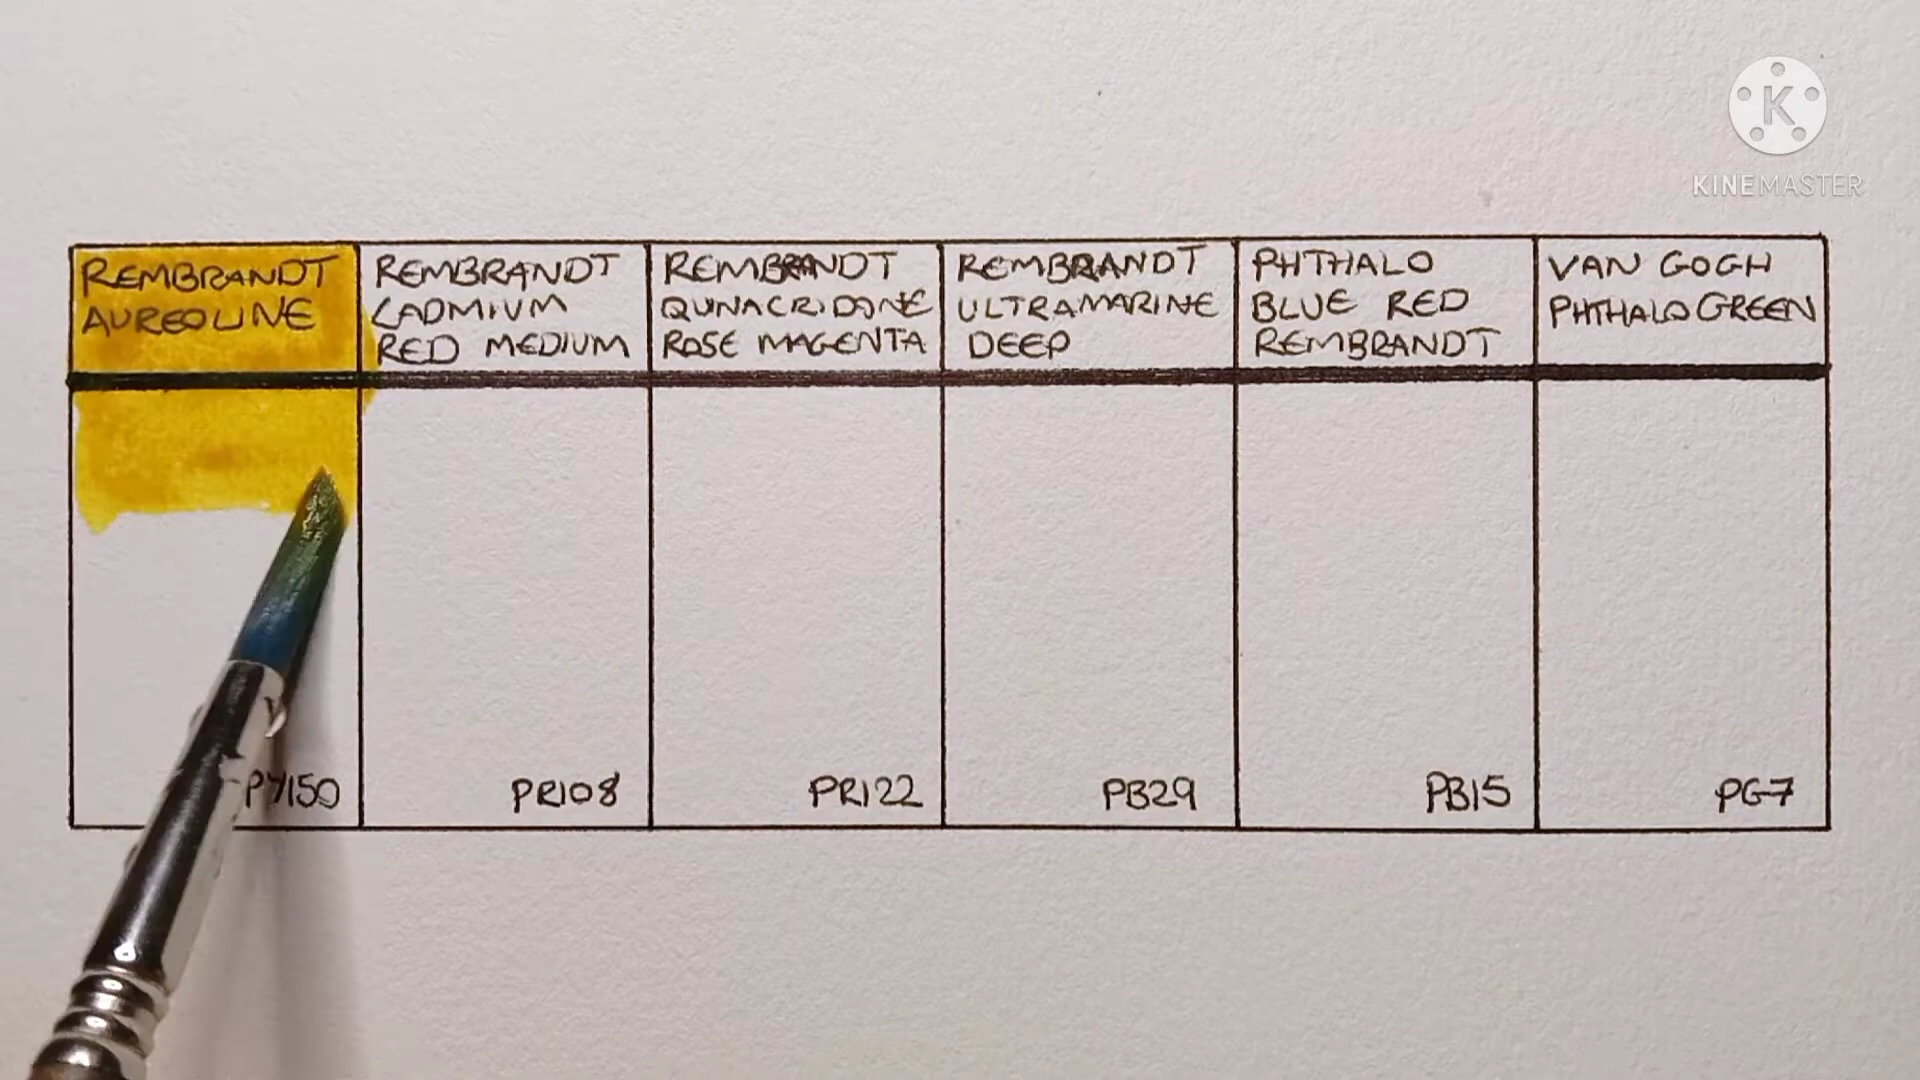 K
KINEMASTER
REMBRANDT
AUREOLINE
REMBRANDT
CADMIUM
RED MEDIUM
REMBRANDT
QUNACRIDONE
ROSE MAGENTA
REMBRANDT
ULTRAMARINE
DEEP
PHTHALO
BLUE RED
REMBRANDT
VAN GOGH
PHTHALO GREEN
PY150
PR108
PR122
PB29
PB15
PG7